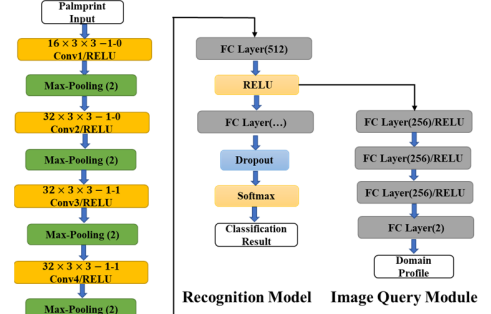 Palmprint
Input
16 × 3 × 3 −1-0
Conv1/RELU
Max-Pooling (2)
32 × 3 × 3 −1-0
Conv2/RELU
Max-Pooling (2)
32 × 3 × 3 −1-1
Conv3/RELU
Max-Pooling (2)
32 × 3 × 3 −1-1
Conv4/RELU
Max-Pooling (2)
FC Layer(512)
RELU
FC Layer(…)
Dropout
Softmax
Classification
Result
Recognition Model
FC Layer(256)/RELU
FC Layer(256)/RELU
FC Layer(256)/RELU
FC Layer(2)
Domain
Profile
Image Query Module